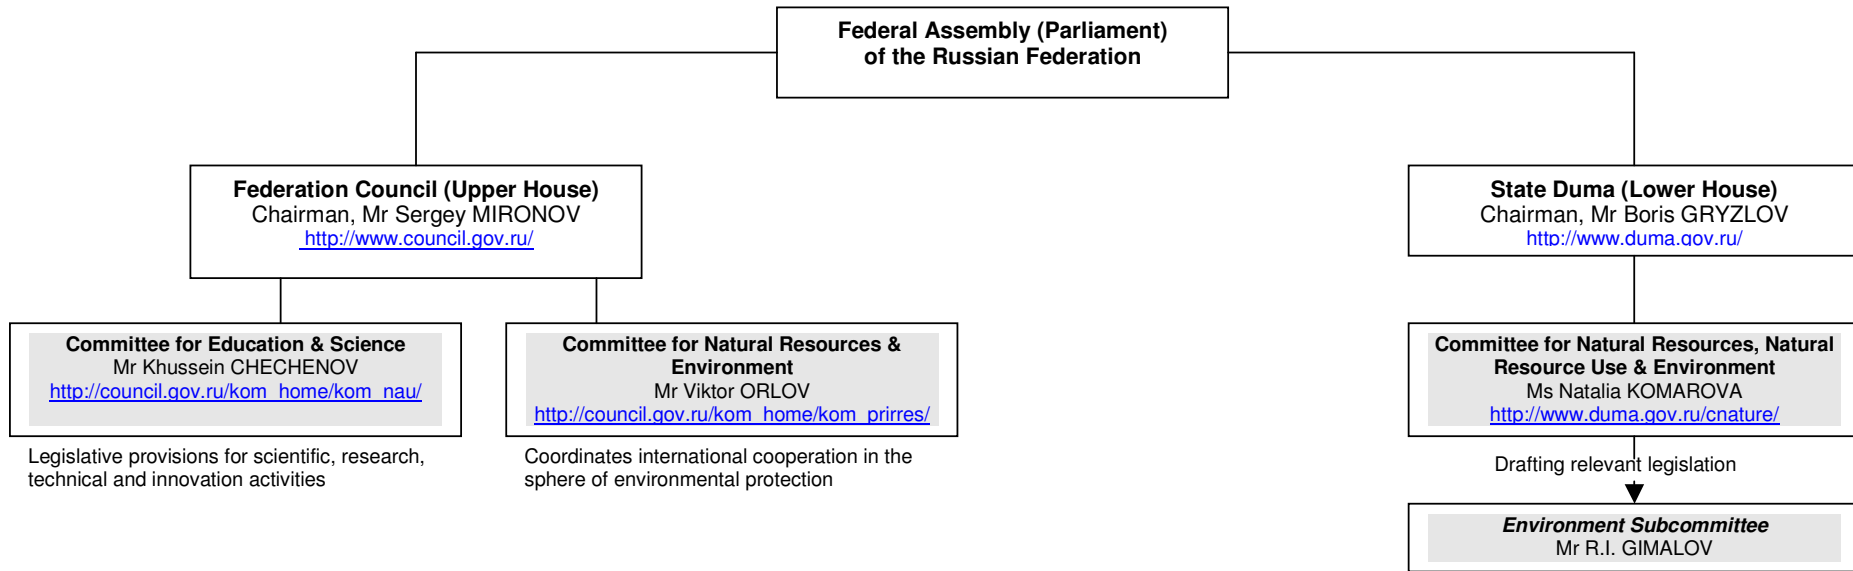 Federal Assembly (Parliament)
of the Russian Federation
Federation Council (Upper House)
Chairman, Mr Sergey MIRONOV
http://www.council.gov.ru/
State Duma (Lower House)
Chairman, Mr Boris GRYZLOV
http://www.duma.gov.ru/
Committee for Education & Science
Mr Khussein CHECHENOV
http://council.gov.ru/kom_home/kom_nau/
Legislative provisions for scientific, research,
technical and innovation activities
Committee for Natural Resources &
Environment
Mr Viktor ORLOV
http://council.gov.ru/kom_home/kom_prirres/
Coordinates international cooperation in the
sphere of environmental protection
Committee for Natural Resources, Natural
Resource Use & Environment
Ms Natalia KOMAROVA
http://www.duma.gov.ru/cnature/
Drafting relevant legislation
Environment Subcommittee
Mr R.I. GIMALOV